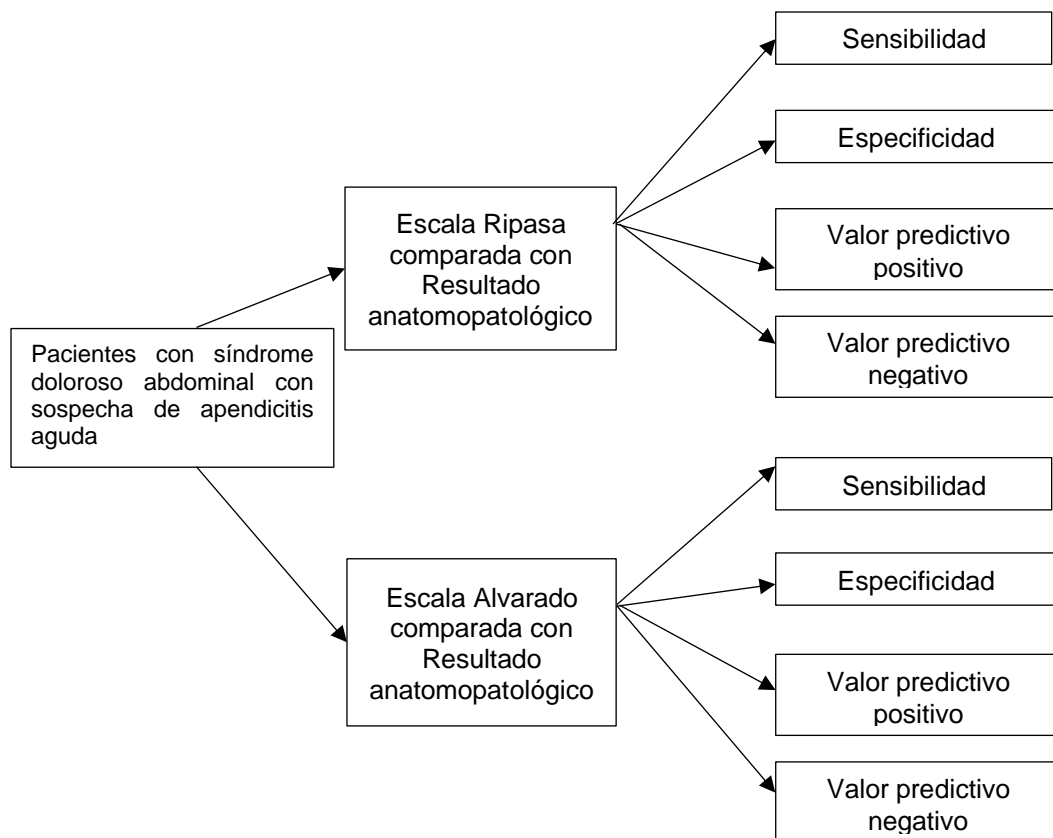 Pacientes con síndrome
doloroso abdominal con
sospecha de apendicitis
aguda
Escala Ripasa
comparada con
Resultado
anatomopatológico
Sensibilidad
Especificidad
Valor predictivo
positivo
Valor predictivo
negativo
Escala Alvarado
comparada con
Resultado
anatomopatológico
Sensibilidad
Especificidad
Valor predictivo
positivo
Valor predictivo
negativo